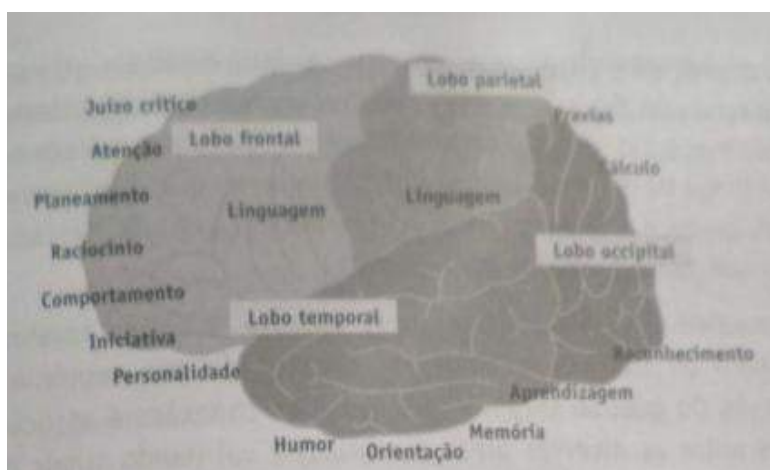 Lobo parietal
Juízo crítico
Praxias
Lobo frontal
Atenção
Cálculo
Planeamento
Linguagem
Linguagem
Raciocínio
Lobo occipital
Comportamento
Lobo temporal
Iniciativa
Reconhecimento
Personalidade
Aprendizagem
Memória
Humor
Orientação